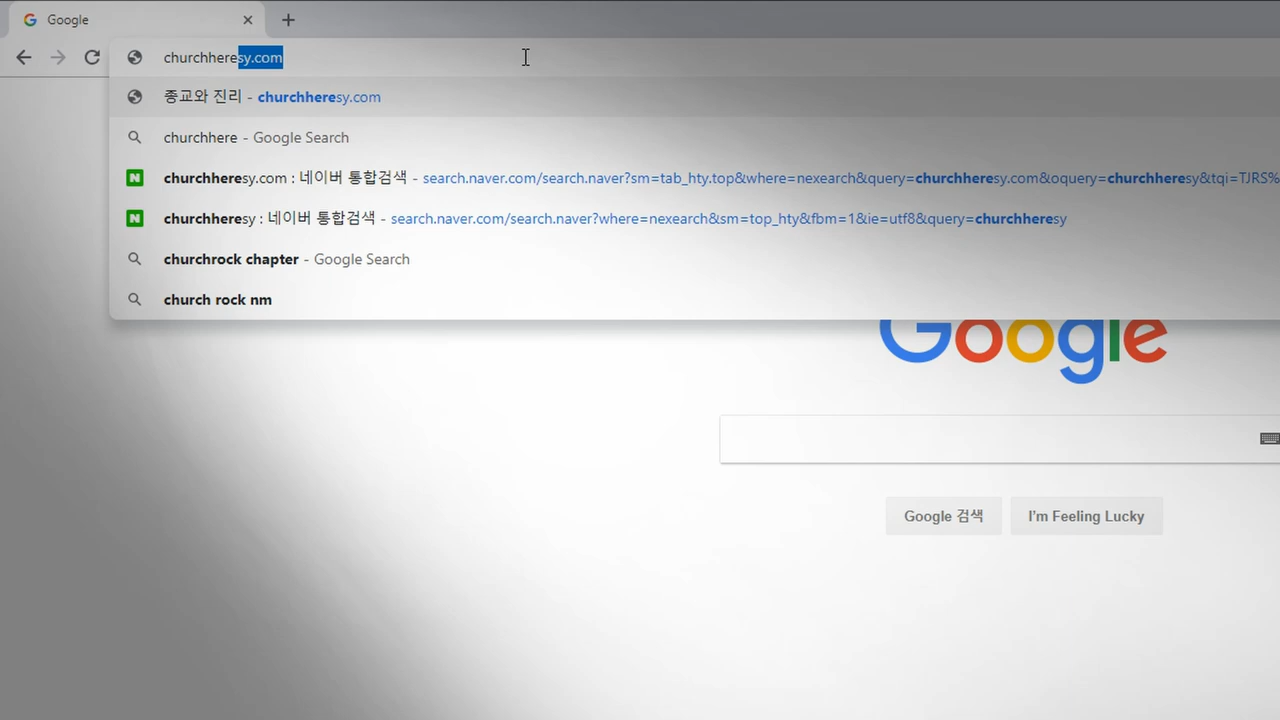 Google
churchheresy.com
종교와 진리 - churchheresy.com
churchhere - Google Search
churchheresy.com : 네이버 통합검색 - search.naver.com/search.naver?sm=tab_hty.top&where=nexearch&query=churchheresy.com&oquery=churchheresy&tqi=TJRS%
churchheresy : 네이버 통합검색 - search.naver.com/search.naver?where=nexearch&sm=top_hty&fbm=1&ie=utf8&query=churchheresy
churchrock chapter - Google Search
church rock nm
Google
Google 검색 I'm Feeling Lucky